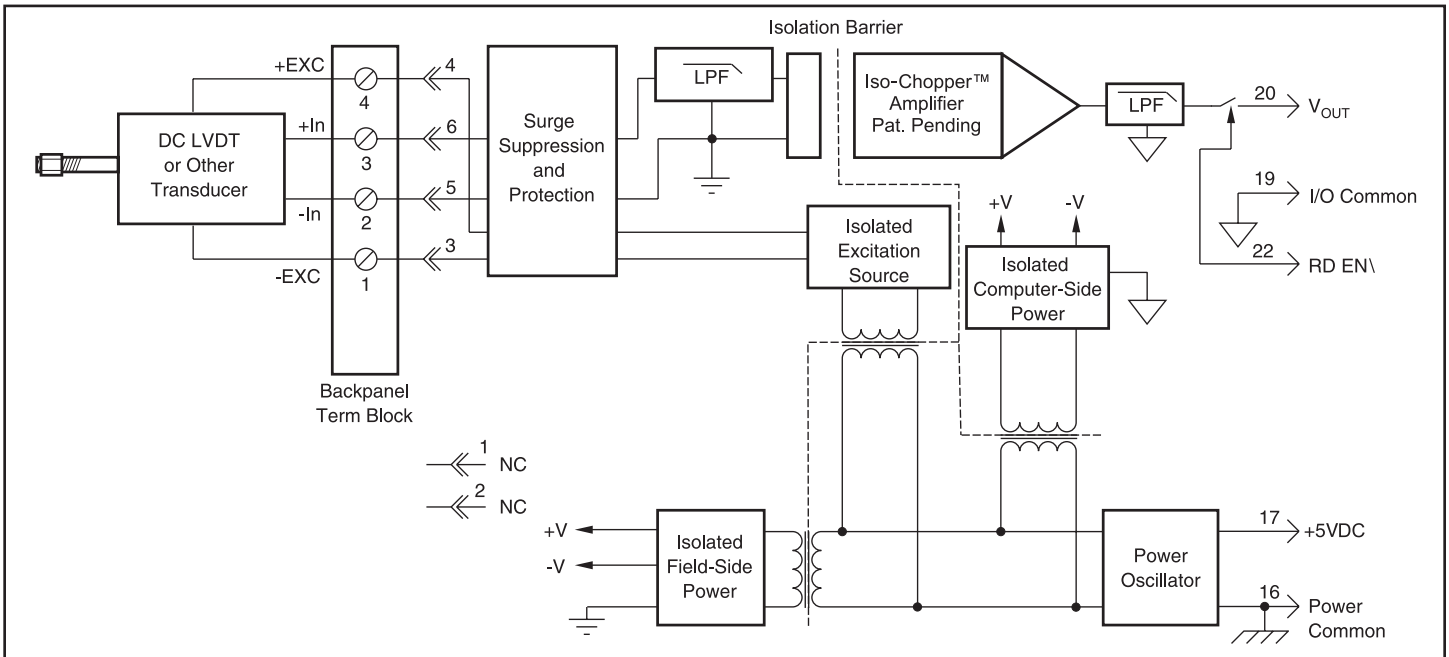 Isolation Barrier
+EXC
4
4
LPF
Iso-Chopper™
Amplifier
Pat. Pending
LPF
20
VOUT
DC LVDT
or Other
Transducer
+In
3
6
Surge
Suppression
and
Protection
-In
2
5
19
I/O Common
+V
-V
Isolated
Excitation
Source
22
RD EN\
-EXC
1
3
Isolated
Computer-Side
Power
Backpanel
Term Block
1
NC
2
NC
+V
-V
Isolated
Field-Side
Power
Power
Oscillator
17
+5VDC
16
Power
Common